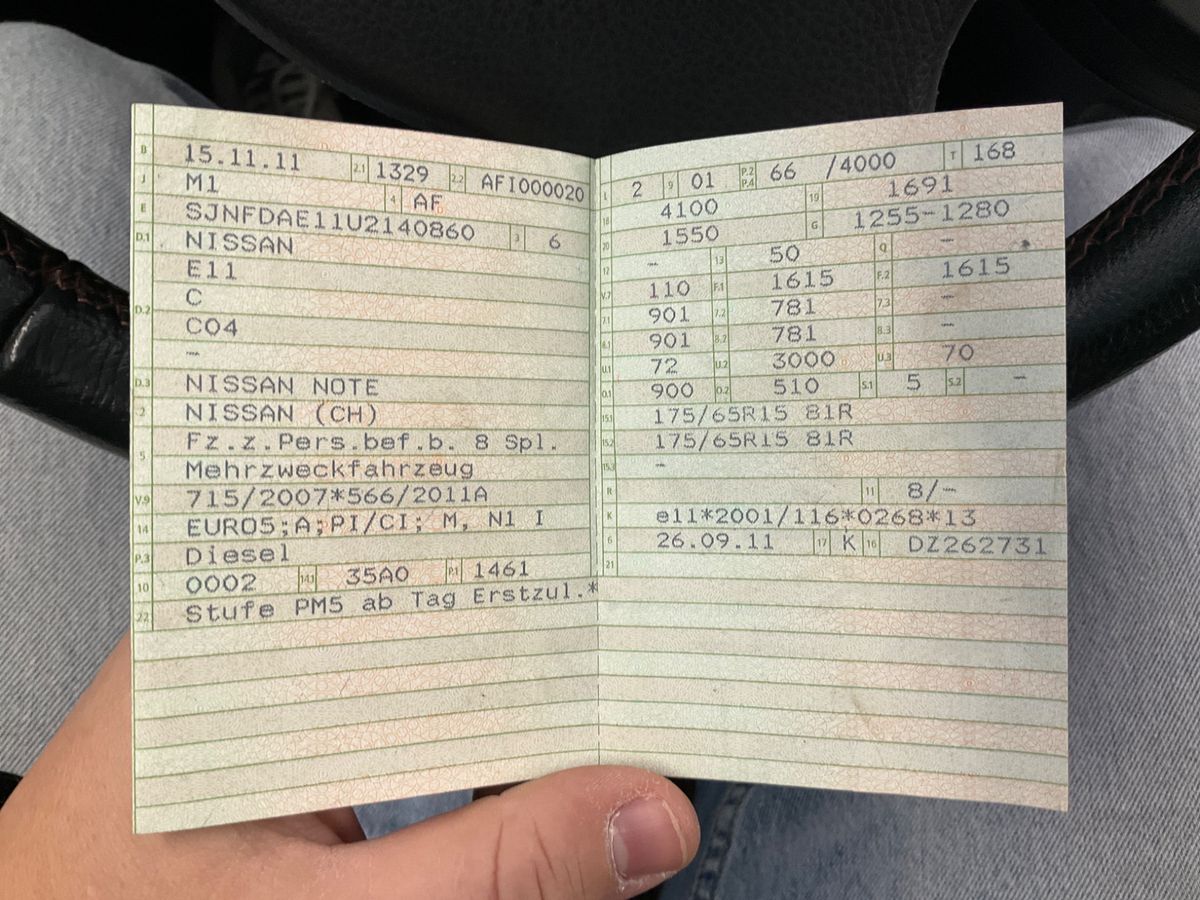 B 15.11.11 2.1 1329 2.2 AFI000020
J M1 4 AF
E SJNFDAE11U2140860 3 6
D.1 NISSAN
E11
D.2 C
C04
–
D.3 NISSAN NOTE
2 NISSAN (CH)
5 Fz.z.Pers.bef.b. 8 Spl.
Mehrzweckfahrzeug
V.9 715/2007*566/2011A
14 EURO5;A;PI/CI; M, N1 I
P.3 Diesel
10 0002 14.1 35A0 P.1 1461
22 Stufe PM5 ab Tag Erstzul.*
L 2 9 01 P.2 P.4 66 /4000 T 168
18 4100 19 1691
20 1550 G 1255-1280
12 – 13 50 Q –
V.7 110 F.1 1615 F.2 1615
7.1 901 7.2 781 7.3 –
8.1 901 8.2 781 8.3 –
U.1 72 U.2 3000 U.3 70
O.1 900 O.2 510 S.1 5 S.2 –
15.1 175/65R15 81R
15.2 175/65R15 81R
15.3 –
R 11 8/–
K e11*2001/116*0268*13
6 26.09.11 17 K 16 DZ262731
21